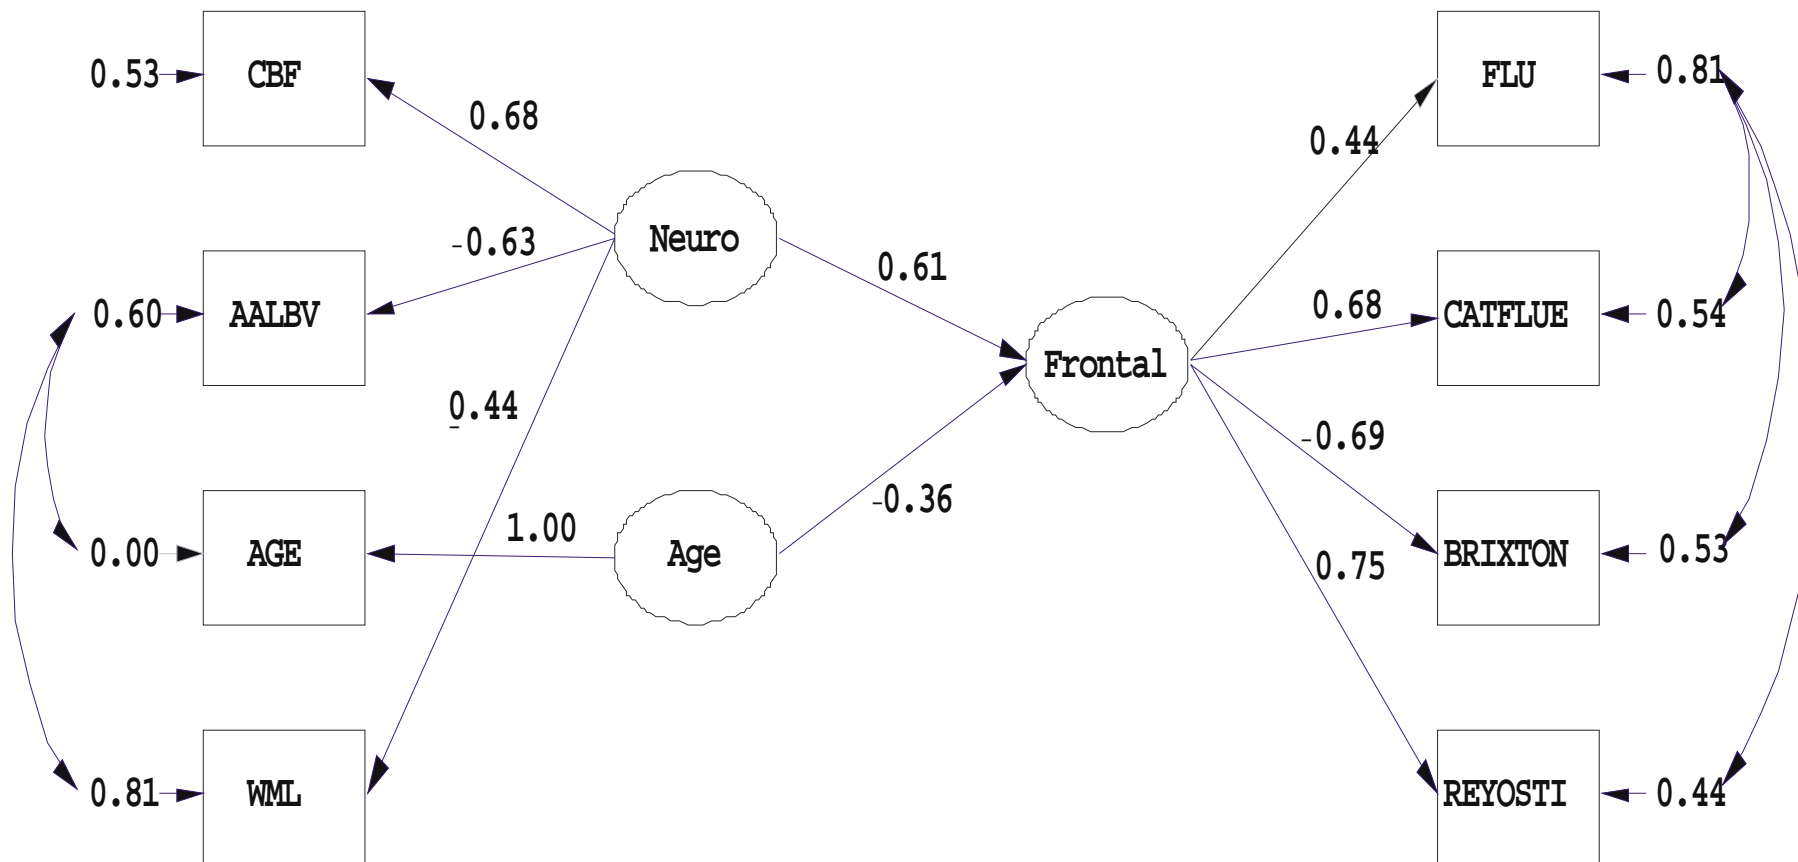 0.53 CBF
0.68
FLU 0.81
0.44
Neuro
-0.63
0.61
0.60 AALBV
0.68
CATFLUE 0.54
Frontal
-0.44
-0.69
-0.36
1.00
0.00 AGE
Age
BRIXTON 0.53
0.75
0.81 WML
REYOSTI 0.44